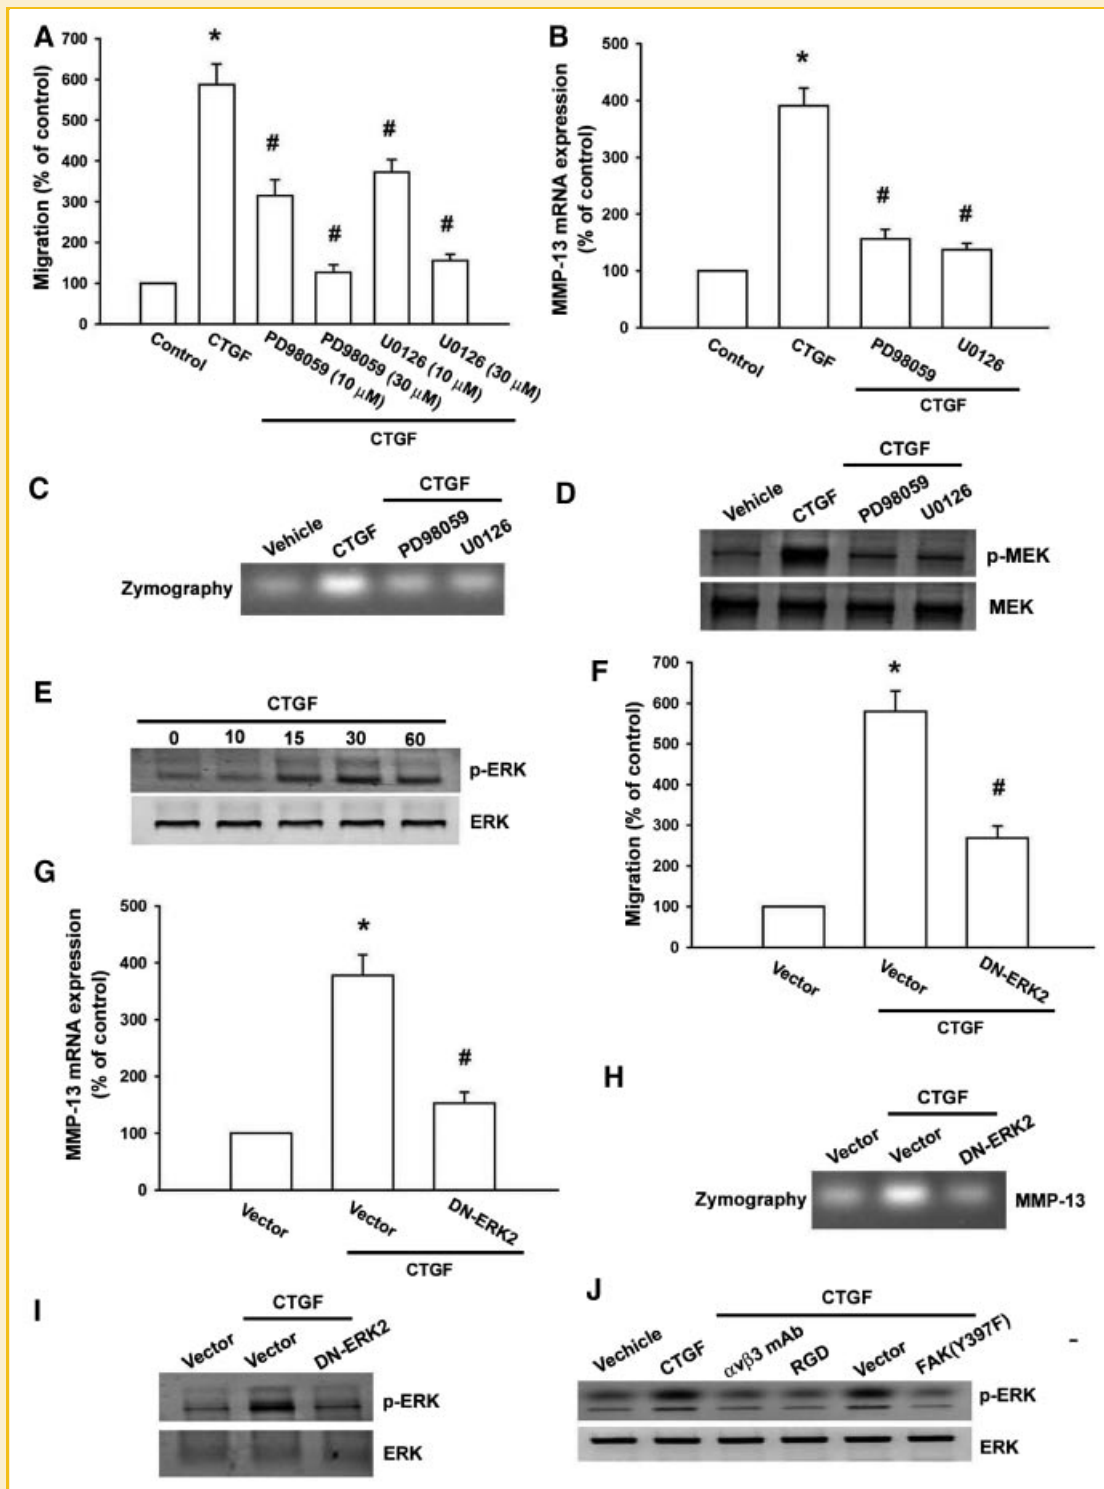 A
Migration (% of control)
700
600
500
400
300
200
100
0
*
#
#
#
#
Control
CTGF
PD98059 (10 μM)
PD98059 (30 μM)
U0126 (10 μM)
U0126 (30 μM)
CTGF
B
MMP-13 mRNA expression
(% of control)
500
400
300
200
100
0
*
#
#
Control
CTGF
PD98059
U0126
CTGF
C
CTGF
Vehicle
CTGF
PD98059
U0126
Zymography
D
CTGF
Vehicle
CTGF
PD98059
U0126
p-MEK
MEK
E
CTGF
0 10 15 30 60
p-ERK
ERK
F
Migration (% of control)
700
600
500
400
300
200
100
0
*
#
Vector
Vector
DN-ERK2
CTGF
G
MMP-13 mRNA expression
(% of control)
500
400
300
200
100
0
*
#
Vector
Vector
DN-ERK2
CTGF
H
CTGF
Vector
Vector
DN-ERK2
Zymography
MMP-13
I
CTGF
Vector
Vector
DN-ERK2
p-ERK
ERK
J
CTGF
Vechicle
CTGF
αvβ3 mAb
RGD
Vector
FAK(Y397F)
-
p-ERK
ERK